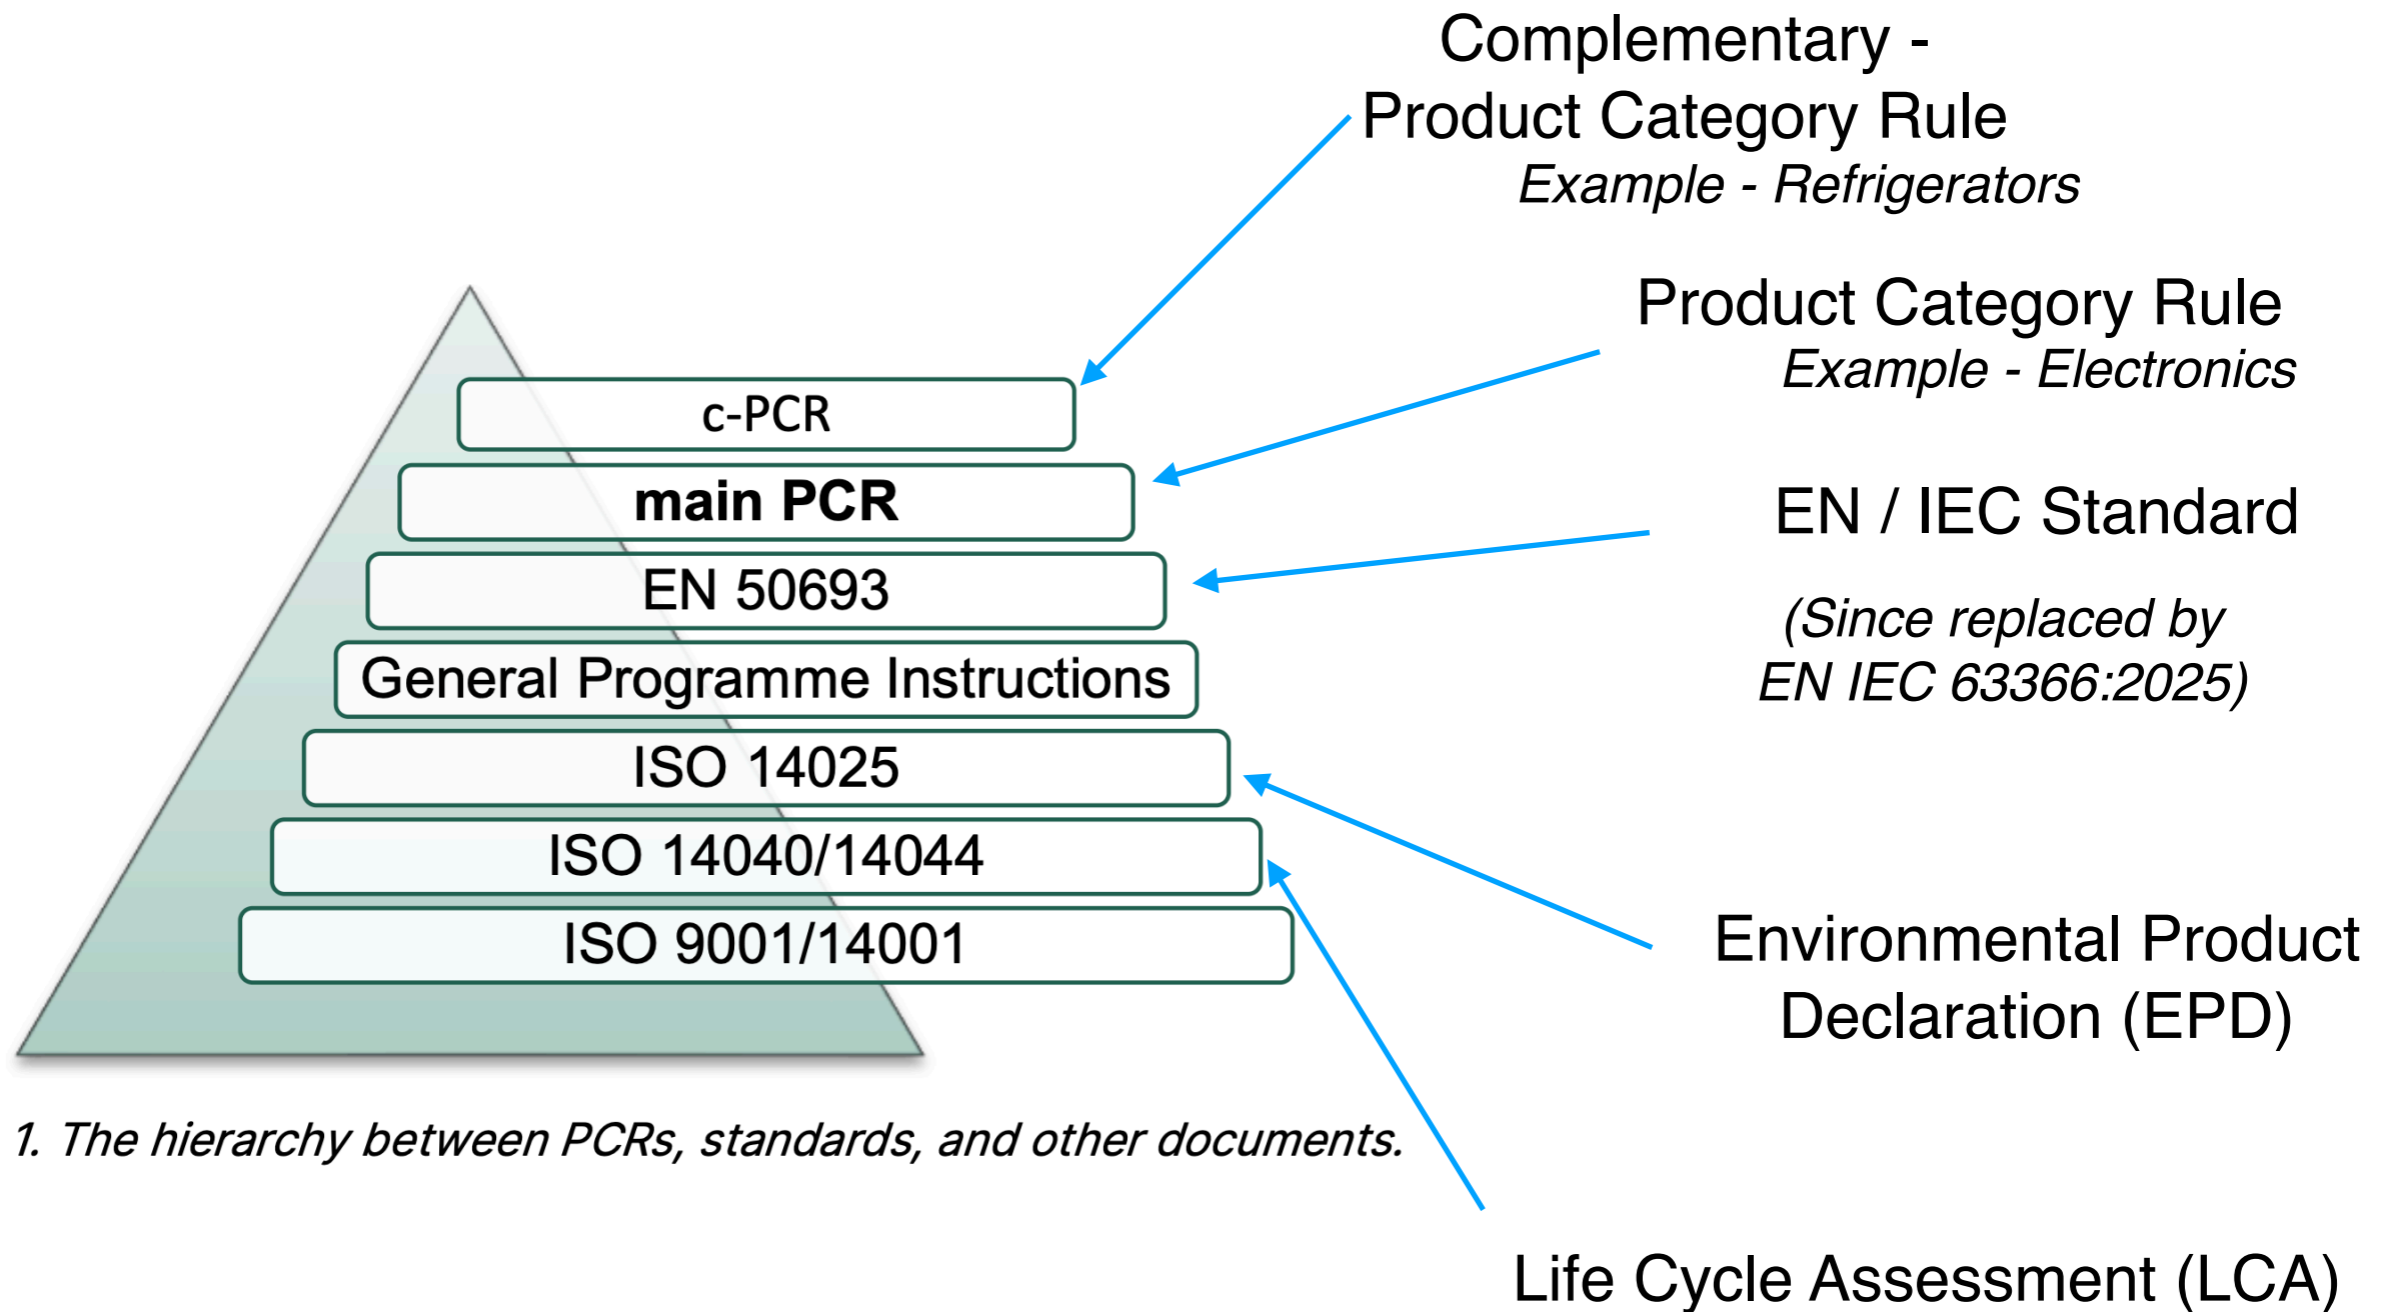 Complementary -
Product Category Rule
Example - Refrigerators
Product Category Rule
Example - Electronics
c-PCR
main PCR
EN / IEC Standard
EN 50693
(Since replaced by
EN IEC 63366:2025)
General Programme Instructions
ISO 14025
ISO 14040/14044
ISO 9001/14001
Environmental Product
Declaration (EPD)
1. The hierarchy between PCRs, standards, and other documents.
Life Cycle Assessment (LCA)